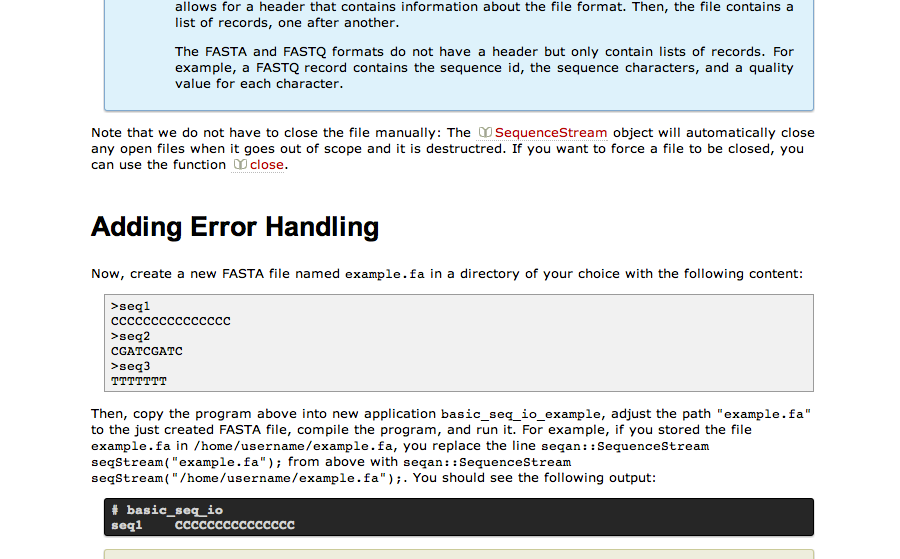 allows for a header that contains information about the file format. Then, the file contains a
list of records, one after another.
The FASTA and FASTQ formats do not have a header but only contain lists of records. For
example, a FASTQ record contains the sequence id, the sequence characters, and a quality
value for each character.
Note that we do not have to close the file manually: The SequenceStream object will automatically close
any open files when it goes out of scope and it is destructred. If you want to force a file to be closed, you
can use the function close.
Adding Error Handling
Now, create a new FASTA file named example.fa in a directory of your choice with the following content:
>seq1
CCCCCCCCCCCCCCC
>seq2
CGATCGATC
>seq3
TTTTTTT
Then, copy the program above into new application basic_seq_io_example, adjust the path "example.fa"
to the just created FASTA file, compile the program, and run it. For example, if you stored the file
example.fa in /home/username/example.fa, you replace the line seqan::SequenceStream
seqStream("example.fa"); from above with seqan::SequenceStream
seqStream("/home/username/example.fa");. You should see the following output:
# basic_seq_io
seq1    CCCCCCCCCCCCCCC